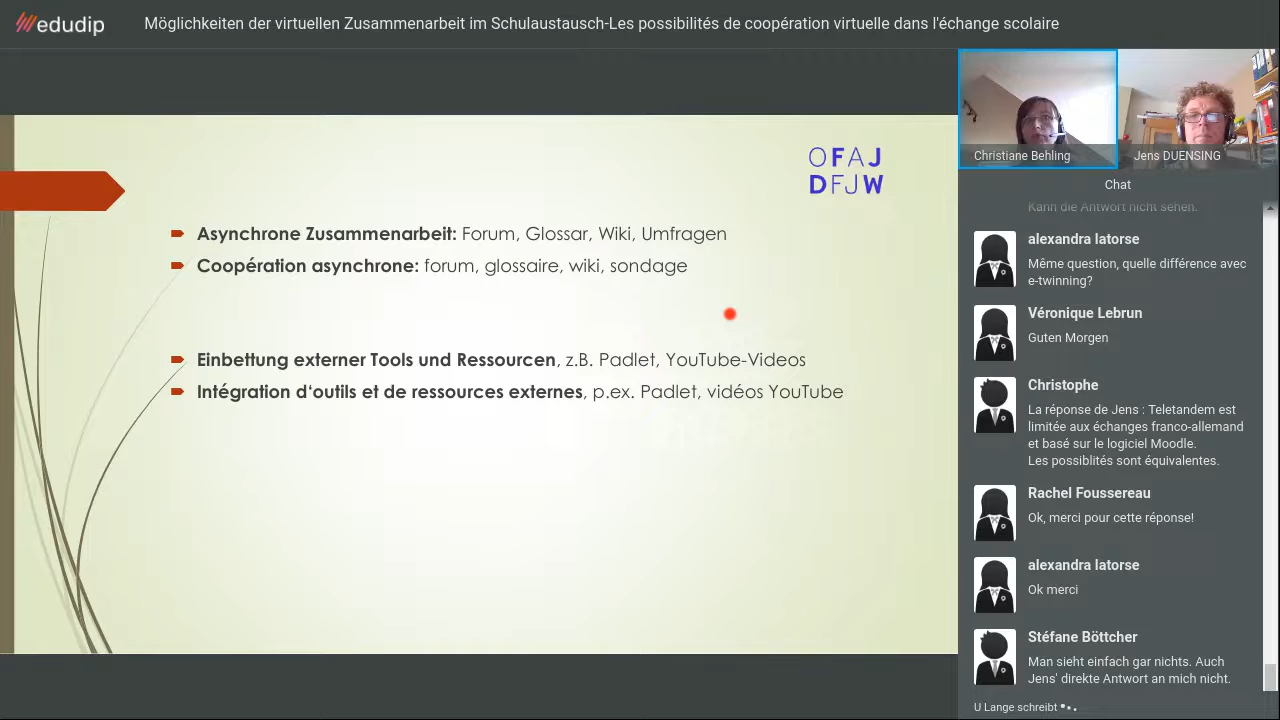 edudip
Möglichkeiten der virtuellen Zusammenarbeit im Schulaustausch-Les possibilités de coopération virtuelle dans l'échange scolaire
OFAJ
DFJW
Asynchrone Zusammenarbeit: Forum, Glossar, Wiki, Umfragen
Coopération asynchrone: forum, glossaire, wiki, sondage
Einbettung externer Tools und Ressourcen, z.B. Padlet, YouTube-Videos
Intégration d‘outils et de ressources externes, p.ex. Padlet, vidéos YouTube
Christiane Behling
Jens DUENSING
Chat
Kann die Antwort nicht sehen.
alexandra latorse
Même question, quelle différence avec
e-twinning?
Véronique Lebrun
Guten Morgen
Christophe
La réponse de Jens : Teletandem est
limitée aux échanges franco-allemand
et basé sur le logiciel Moodle.
Les possiblités sont équivalentes.
Rachel Foussereau
Ok, merci pour cette réponse!
alexandra latorse
Ok merci
Stéfane Böttcher
Man sieht einfach gar nichts. Auch
Jens' direkte Antwort an mich nicht.
U Lange schreibt